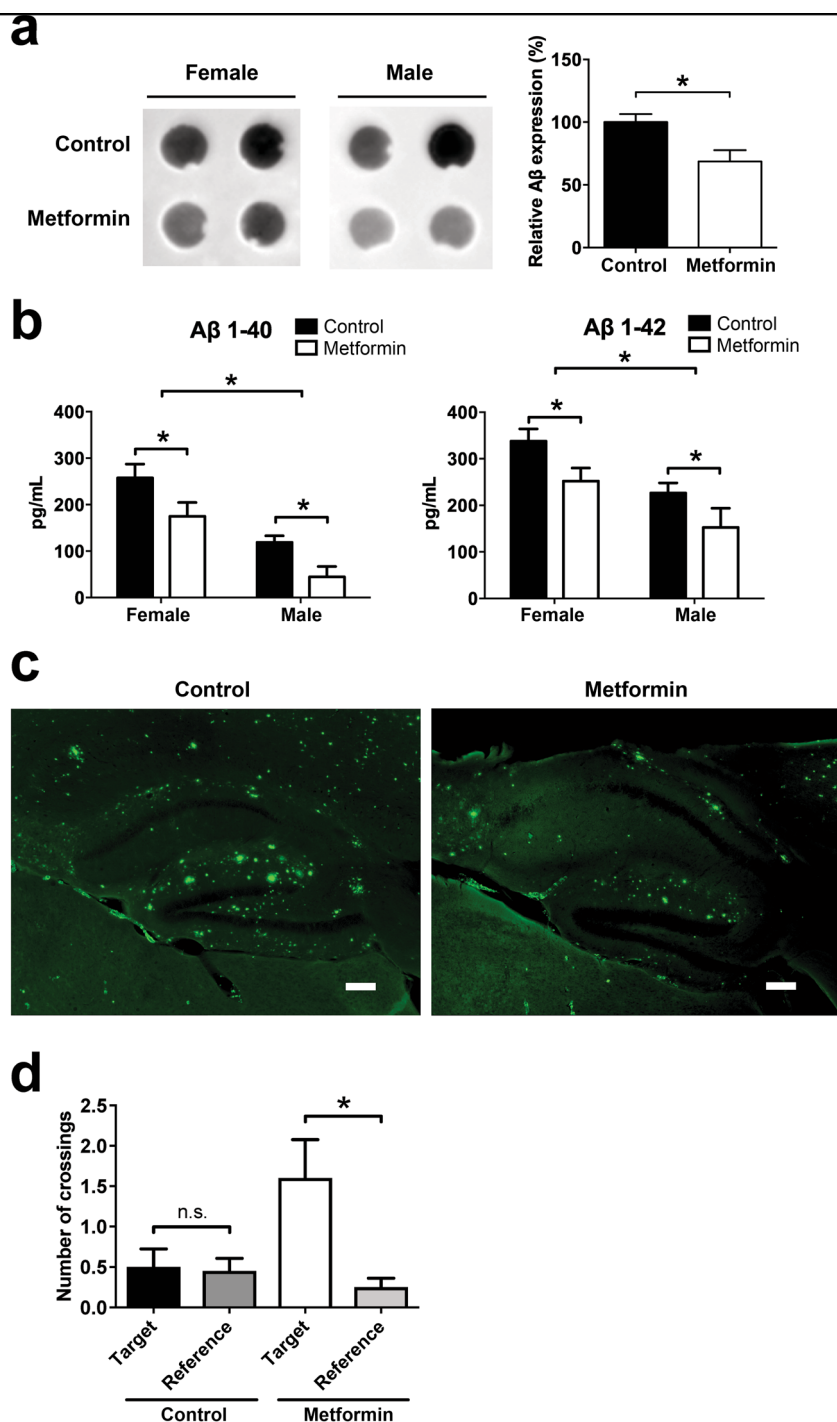 a
Female
Male
Control
Metformin
Relative Aβ expression (%)
150
100
50
0
*
Control
Metformin
b
Aβ 1-40
Control
Metformin
pg/mL
400
300
200
100
0
*
*
*
Female
Male
Aβ 1-42
Control
Metformin
pg/mL
400
300
200
100
0
*
*
*
Female
Male
c
Control
Metformin
d
Number of crossings
2.5
2.0
1.5
1.0
0.5
0.0
n.s.
*
Target
Reference
Target
Reference
Control
Metformin